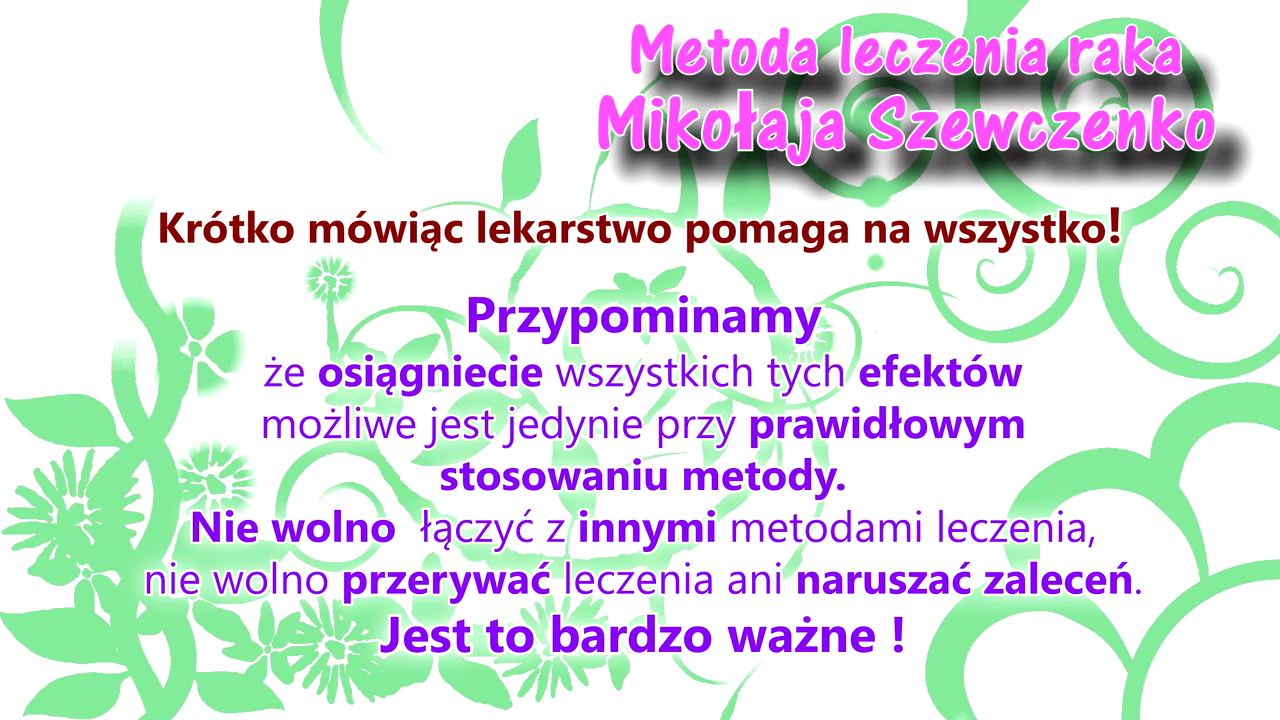 Metoda leczenia raka
Mikołaja Szewczenko
Krótko mówiąc lekarstwo pomaga na wszystko!
Przypominamy
że osiągniecie wszystkich tych efektów
możliwe jest jedynie przy prawidłowym
stosowaniu metody.
Nie wolno łączyć z innymi metodami leczenia,
nie wolno przerywać leczenia ani naruszać zaleceń.
Jest to bardzo ważne !